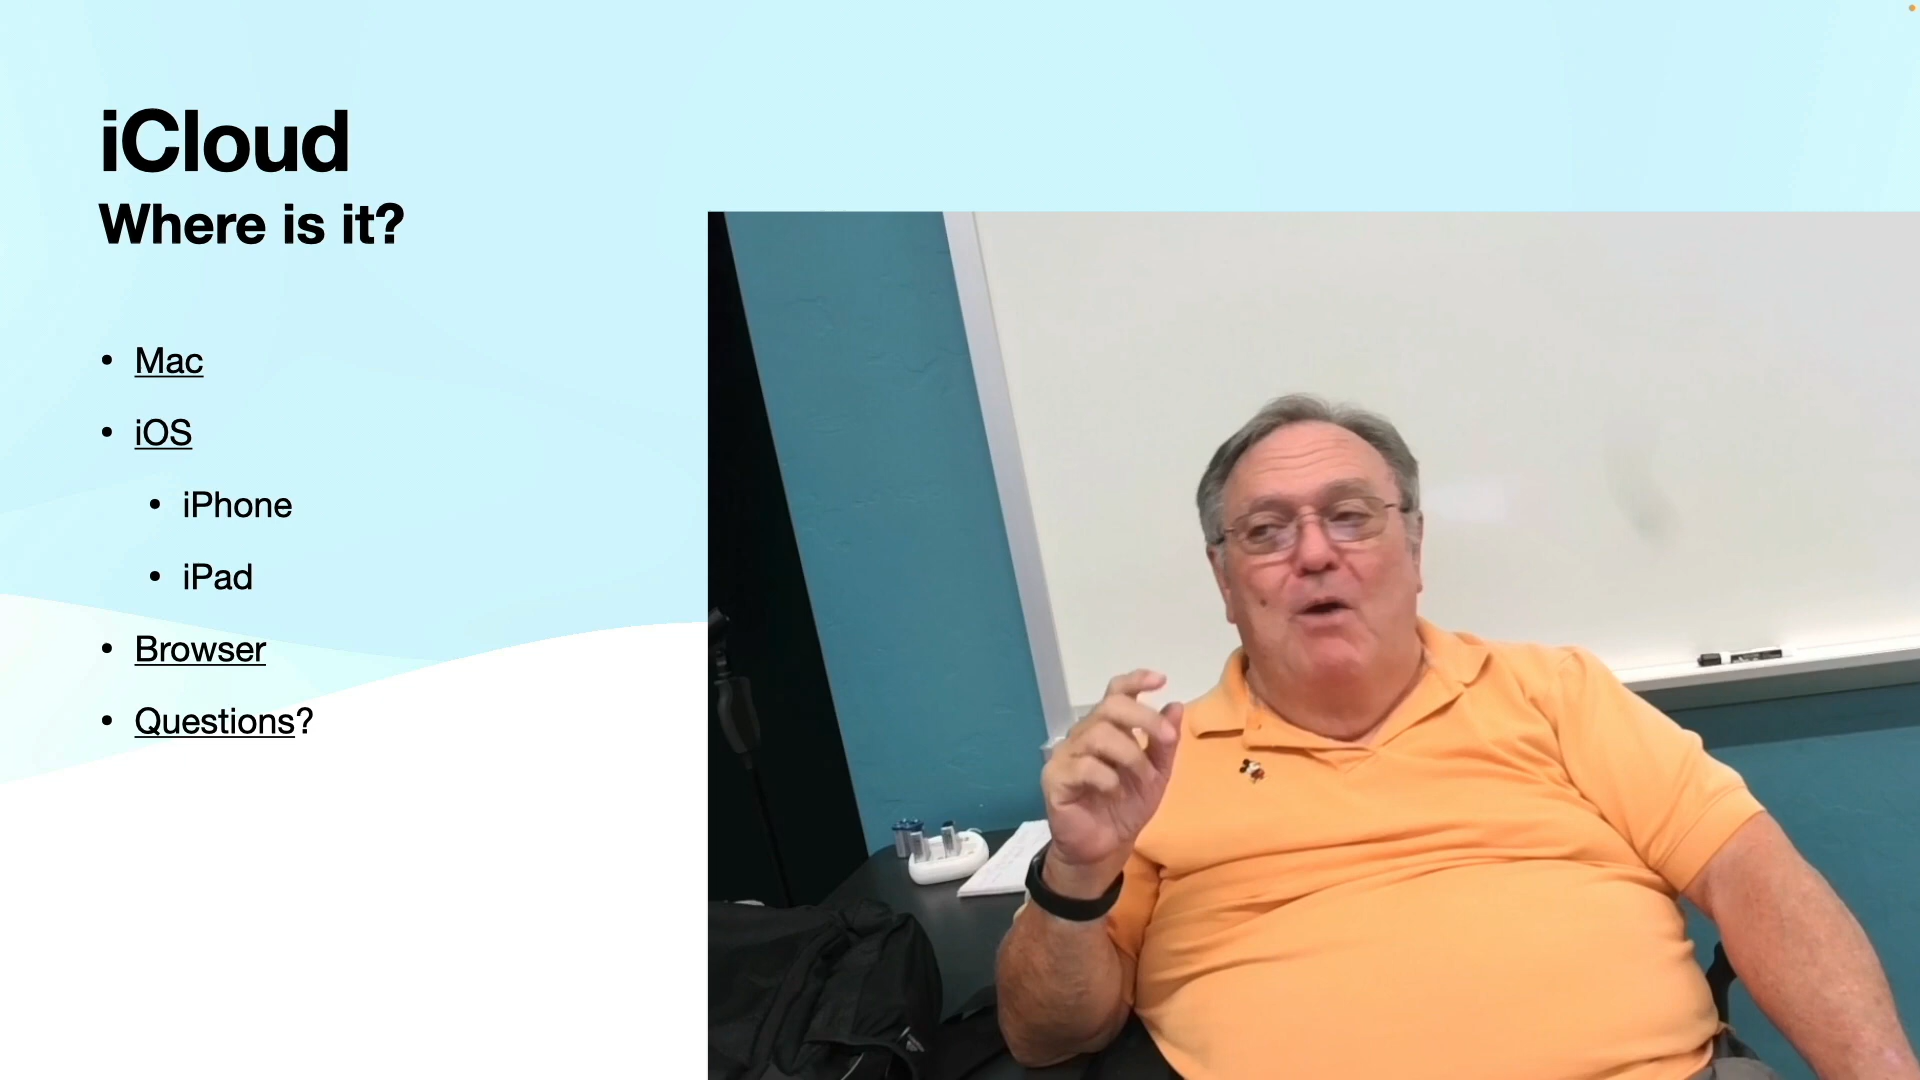 iCloud
Where is it?
• Mac
• iOS
• iPhone
• iPad
• Browser
• Questions?